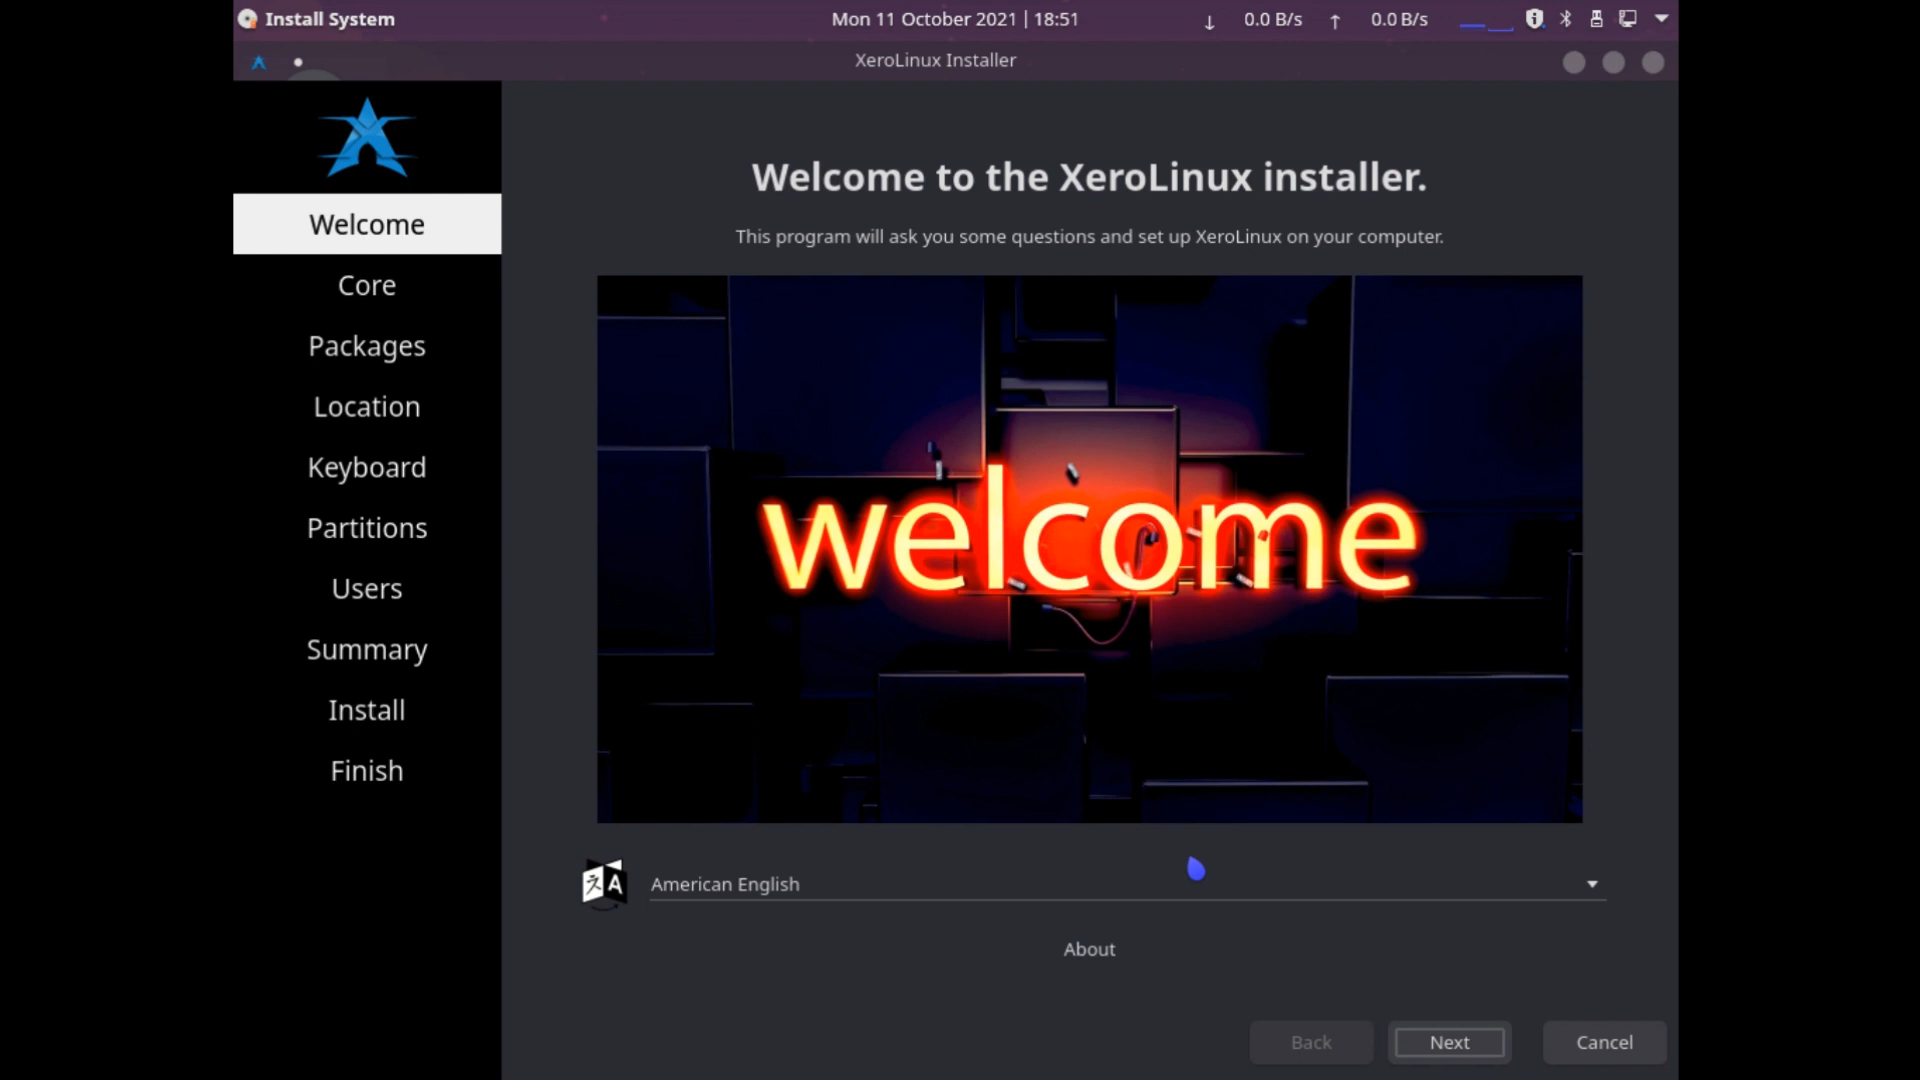 Install System
Mon 11 October 2021 | 18:51
↓ 0.0 B/s ↑ 0.0 B/s
XeroLinux Installer
Welcome
Core
Packages
Location
Keyboard
Partitions
Users
Summary
Install
Finish
Welcome to the XeroLinux installer.
This program will ask you some questions and set up XeroLinux on your computer.
welcome
American English
About
Back
Next
Cancel